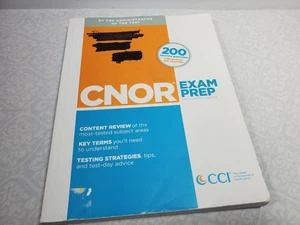 BY THE ADMINISTRATOR
OF THE TEST
200
CNOR
EXAM
PREP
CONTENT REVIEW of the
most-tested subject areas
KEY TERMS you'll need
to understand
TESTING STRATEGIES, tips,
and test-day advice
CCI